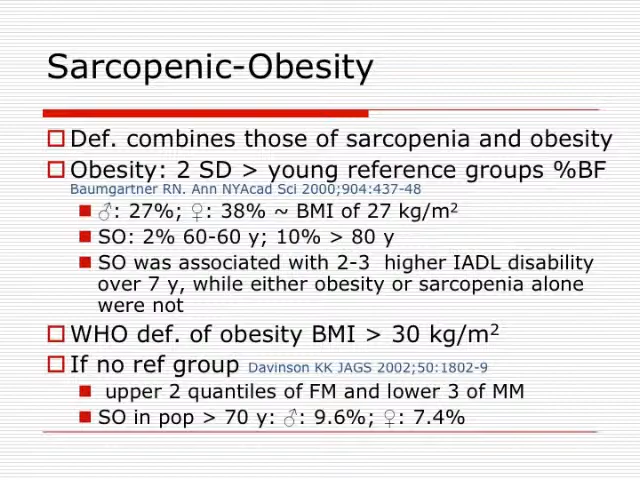 Sarcopenic-Obesity
Def. combines those of sarcopenia and obesity
Obesity: 2 SD > young reference groups %BF
Baumgartner RN. Ann NYAcad Sci 2000;904:437-48
♂: 27%; ♀: 38% ~ BMI of 27 kg/m²
SO: 2% 60-60 y; 10% > 80 y
SO was associated with 2-3 higher IADL disability
over 7 y, while either obesity or sarcopenia alone
were not
WHO def. of obesity BMI > 30 kg/m²
If no ref group Davinson KK JAGS 2002;50:1802-9
upper 2 quantiles of FM and lower 3 of MM
SO in pop > 70 y: ♂: 9.6%; ♀: 7.4%